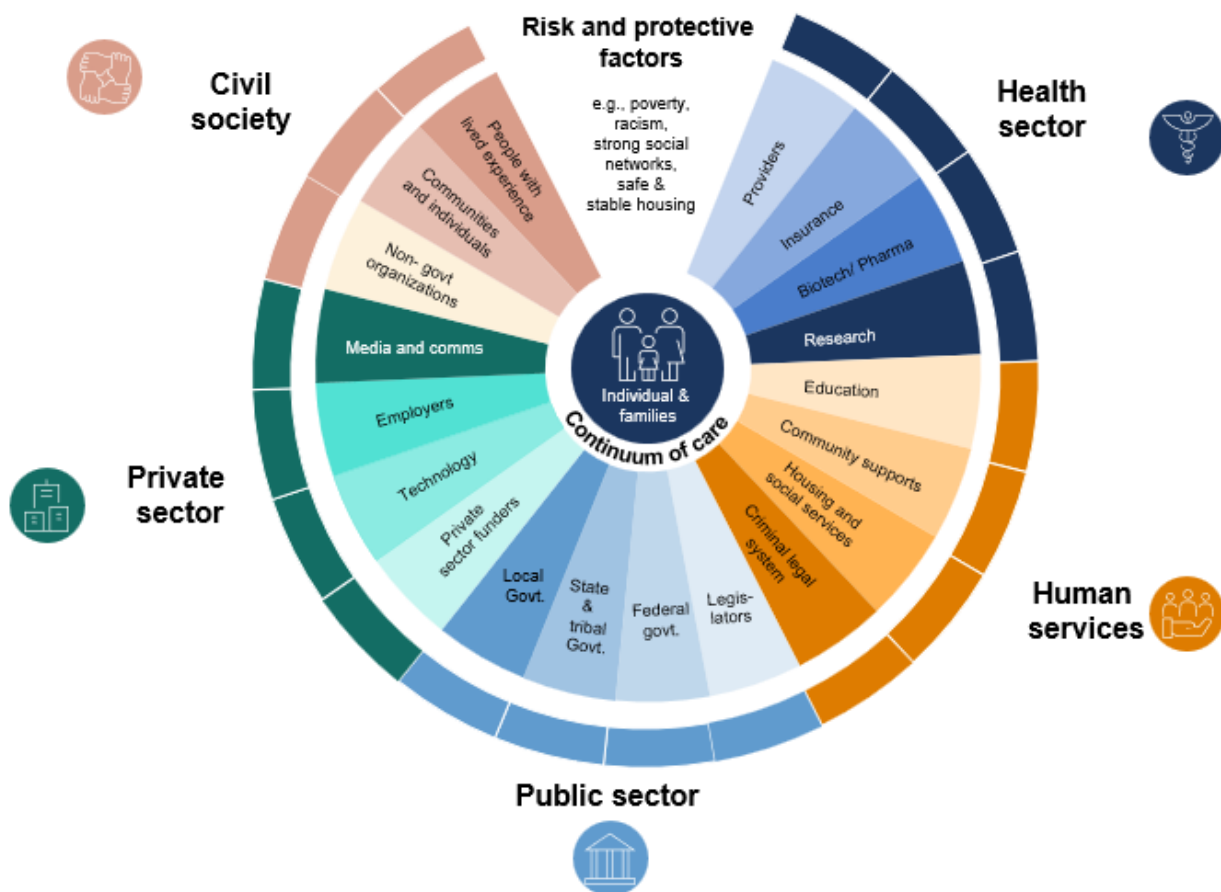 Risk and protective
factors
e.g., poverty,
racism,
strong social
networks,
safe &
stable housing
Civil
society
Health
sector
People with
lived experience
Communities
and individuals
Non- govt
organizations
Media and comms
Employers
Technology
Private
sector funders
Private
sector
Providers
Insurance
Biotech/ Pharma
Research
Education
Community supports
Housing and
social services
Criminal legal
system
Human
services
Individual &
families
Continuum of care
Local
Govt.
State
&
tribal
Govt.
Federal
govt.
Legis-
lators
Public sector